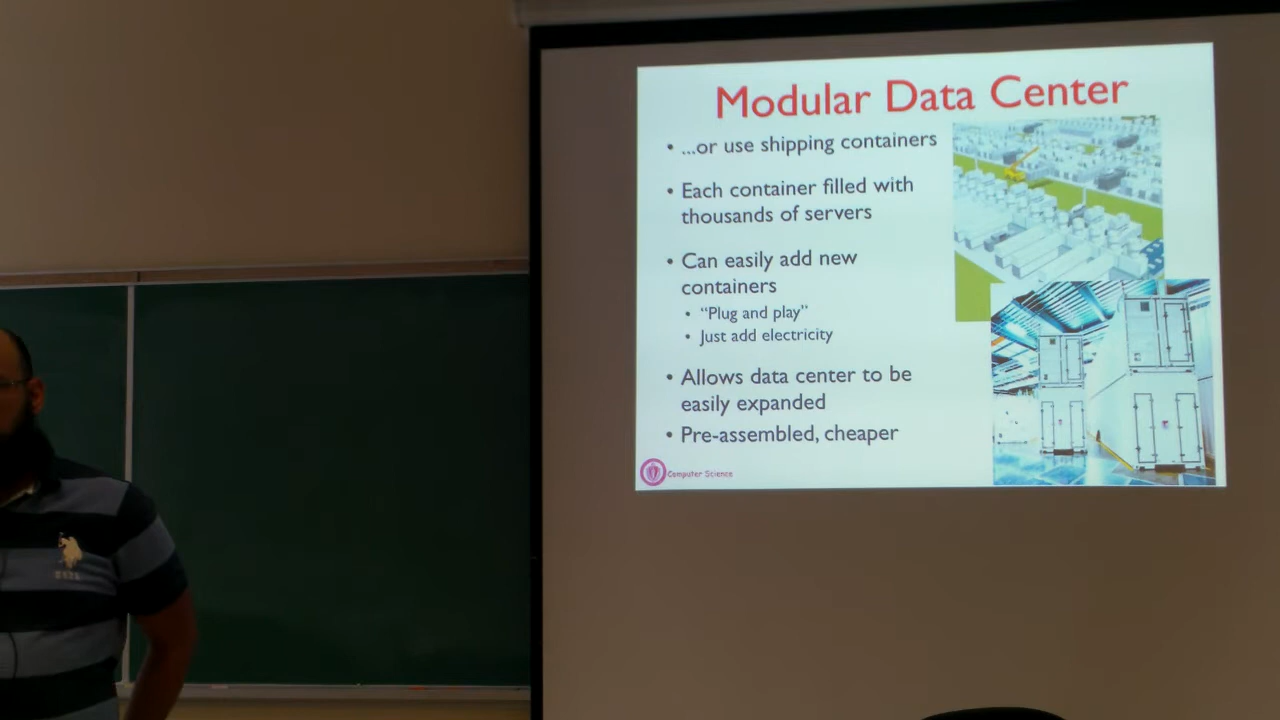 Modular Data Center
• ...or use shipping containers
• Each container filled with
thousands of servers
• Can easily add new
containers
• "Plug and play"
• Just add electricity
• Allows data center to be
easily expanded
• Pre-assembled, cheaper
Computer Science